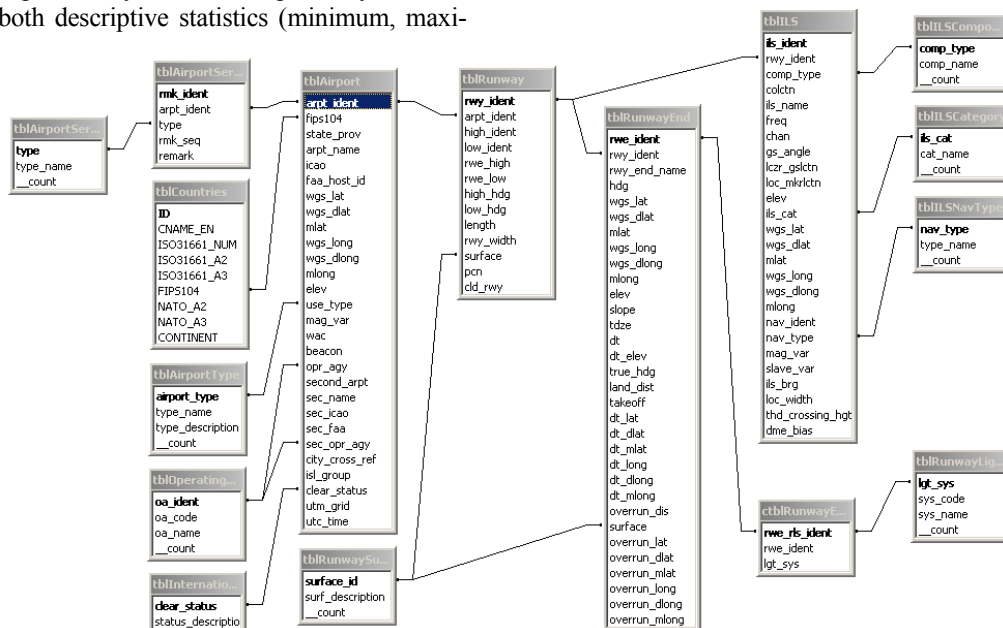 both descriptive statistics (minimum, maxi-
tblAirportSer...
type
type_name
__count
tblAirportSer...
rmk_ident
arpt_ident
type
rmk_seq
remark
tblCountries
ID
CNAME_EN
ISO31661_NUM
ISO31661_A2
ISO31661_A3
FIPS104
NATO_A2
NATO_A3
CONTINENT
tblAirportType
airport_type
type_name
type_description
__count
tblOperating...
oa_ident
oa_code
oa_name
__count
tblInternatio...
clear_status
status_descriptio
tblAirport
arpt_ident
fips104
state_prov
arpt_name
icao
faa_host_id
wgs_lat
wgs_dlat
mlat
wgs_long
wgs_dlong
mlong
elev
use_type
mag_var
wac
beacon
opr_agy
second_arpt
sec_name
sec_icao
sec_faa
sec_opr_agy
city_cross_ref
isl_group
clear_status
utm_grid
utc_time
tblRunwaySu...
surface_id
surf_description
__count
tblRunway
rwy_ident
arpt_ident
high_ident
low_ident
rwe_high
rwe_low
high_hdg
low_hdg
length
rwy_width
surface
pcn
cld_rwy
tblRunwayEnd
rwe_ident
rwy_ident
rwy_end_name
hdg
wgs_lat
wgs_dlat
mlat
wgs_long
wgs_dlong
mlong
elev
slope
tdze
dt
dt_elev
true_hdg
land_dist
takeoff
dt_lat
dt_dlat
dt_mlat
dt_long
dt_dlong
dt_mlong
overrun_dis
surface
overrun_lat
overrun_dlat
overrun_mlat
overrun_long
overrun_dlong
overrun_mlong
tblILS
ils_ident
rwy_ident
comp_type
colctn
ils_name
freq
chan
gs_angle
lczr_gslctn
loc_mkrlctn
elev
ils_cat
wgs_lat
wgs_dlat
mlat
wgs_long
wgs_dlong
mlong
nav_ident
nav_type
mag_var
slave_var
ils_brg
loc_width
thd_crossing_hgt
dme_bias
ctblRunwayE...
rwe_rls_ident
rwe_ident
lgt_sys
tblILSCompo...
comp_type
comp_name
__count
tblILSCategory
ils_cat
cat_name
__count
tblILSNavType
nav_type
type_name
__count
tblRunwayLig...
lgt_sys
sys_code
sys_name
__count